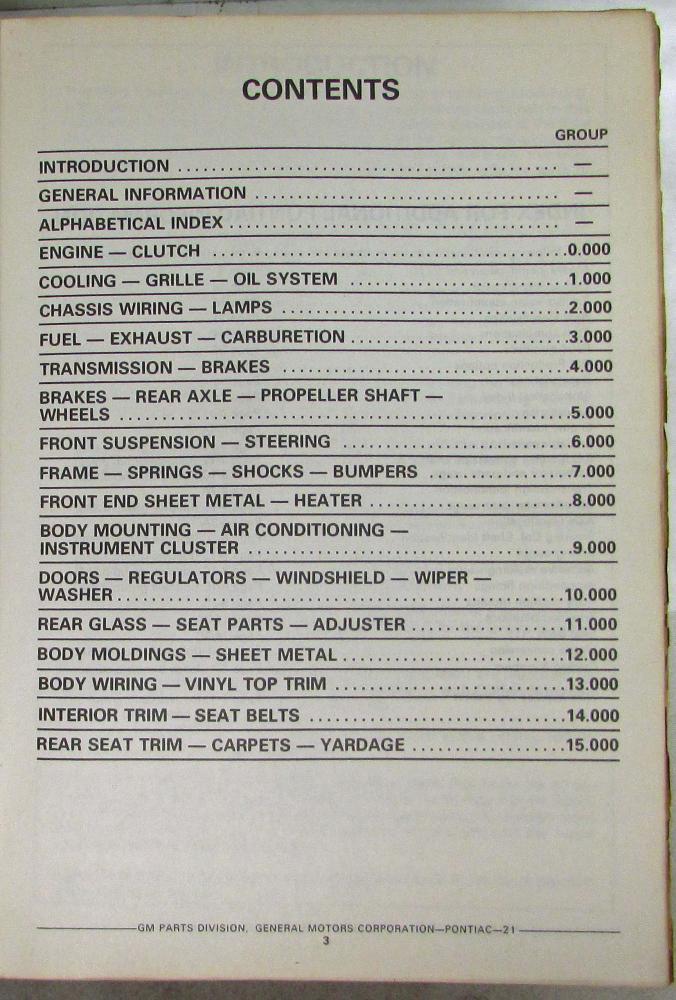 CONTENTS
GROUP
INTRODUCTION ........................................ —
GENERAL INFORMATION ................................ —
ALPHABETICAL INDEX .................................. —
ENGINE — CLUTCH .....................................0.000
COOLING — GRILLE — OIL SYSTEM .......................1.000
CHASSIS WIRING — LAMPS ..............................2.000
FUEL — EXHAUST — CARBURETION ........................3.000
TRANSMISSION — BRAKES ...............................4.000
BRAKES — REAR AXLE — PROPELLER SHAFT —
WHEELS ..............................................5.000
FRONT SUSPENSION — STEERING .........................6.000
FRAME — SPRINGS — SHOCKS — BUMPERS ..................7.000
FRONT END SHEET METAL — HEATER ......................8.000
BODY MOUNTING — AIR CONDITIONING —
INSTRUMENT CLUSTER ..................................9.000
DOORS — REGULATORS — WINDSHIELD — WIPER —
WASHER .............................................10.000
REAR GLASS — SEAT PARTS — ADJUSTER .................11.000
BODY MOLDINGS — SHEET METAL ........................12.000
BODY WIRING — VINYL TOP TRIM .......................13.000
INTERIOR TRIM — SEAT BELTS .........................14.000
REAR SEAT TRIM — CARPETS — YARDAGE .................15.000
GM PARTS DIVISION, GENERAL MOTORS CORPORATION—PONTIAC—21
3